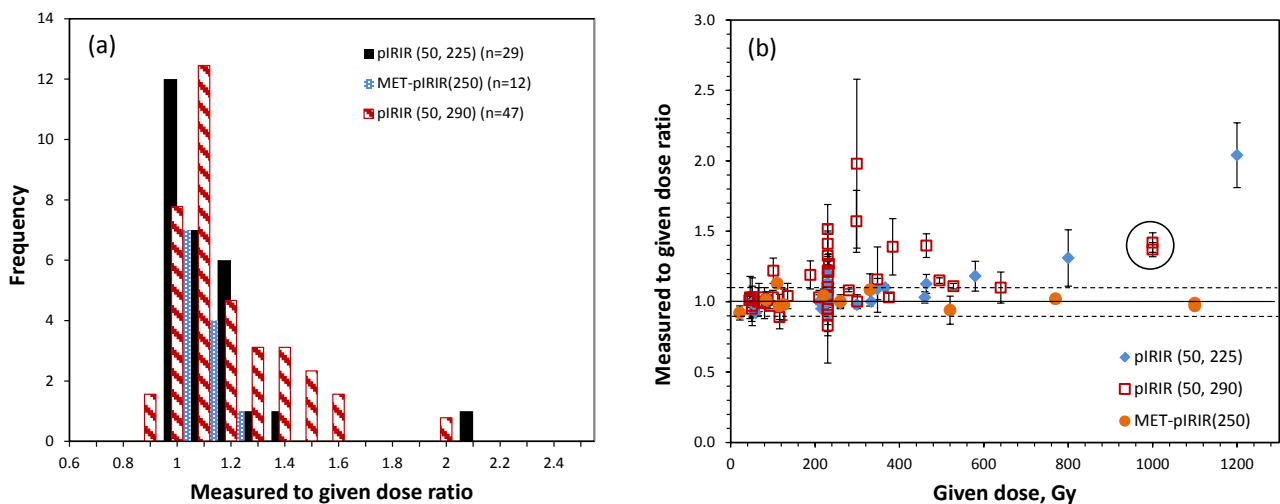 (a)
pIRIR (50, 225) (n=29)
MET-pIRIR(250) (n=12)
pIRIR (50, 290) (n=47)
Frequency
14
12
10
8
6
4
2
0
0.6 0.8 1 1.2 1.4 1.6 1.8 2 2.2 2.4
Measured to given dose ratio
(b)
Measured to given dose ratio
3.0
2.5
2.0
1.5
1.0
0.5
0.0
pIRIR (50, 225)
pIRIR (50, 290)
MET-pIRIR(250)
0 200 400 600 800 1000 1200
Given dose, Gy